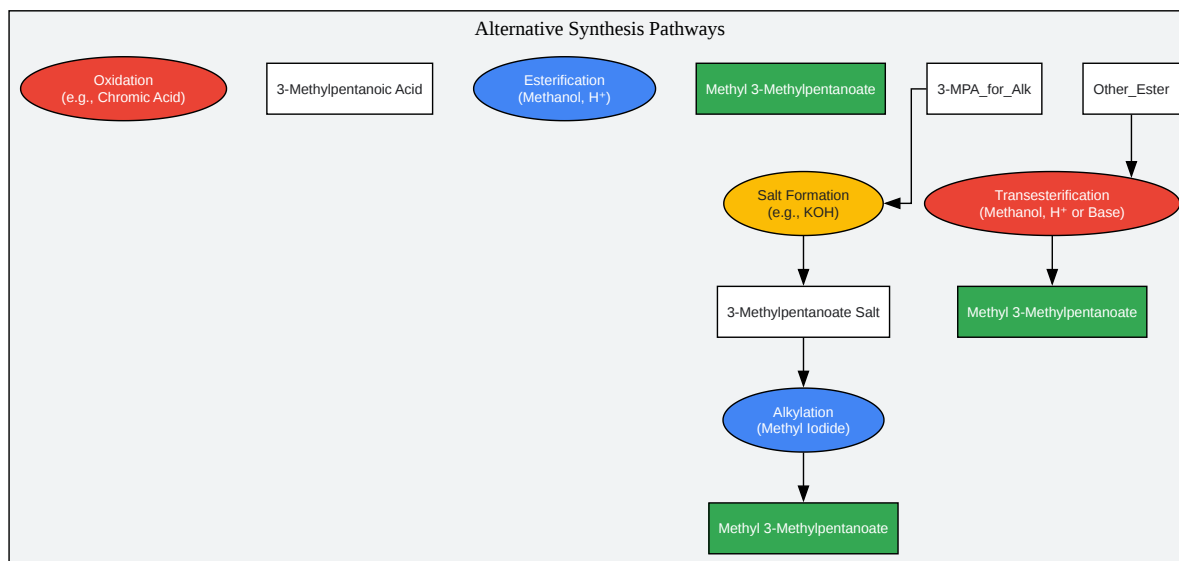 Alternative Synthesis Pathways
Oxidation
(e.g., Chromic Acid)
3-Methylpentanoic Acid
Esterification
(Methanol, H⁺)
Methyl 3-Methylpentanoate
3-MPA_for_Alk
Other_Ester
Salt Formation
(e.g., KOH)
Transesterification
(Methanol, H⁺ or Base)
3-Methylpentanoate Salt
Methyl 3-Methylpentanoate
Alkylation
(Methyl Iodide)
Methyl 3-Methylpentanoate